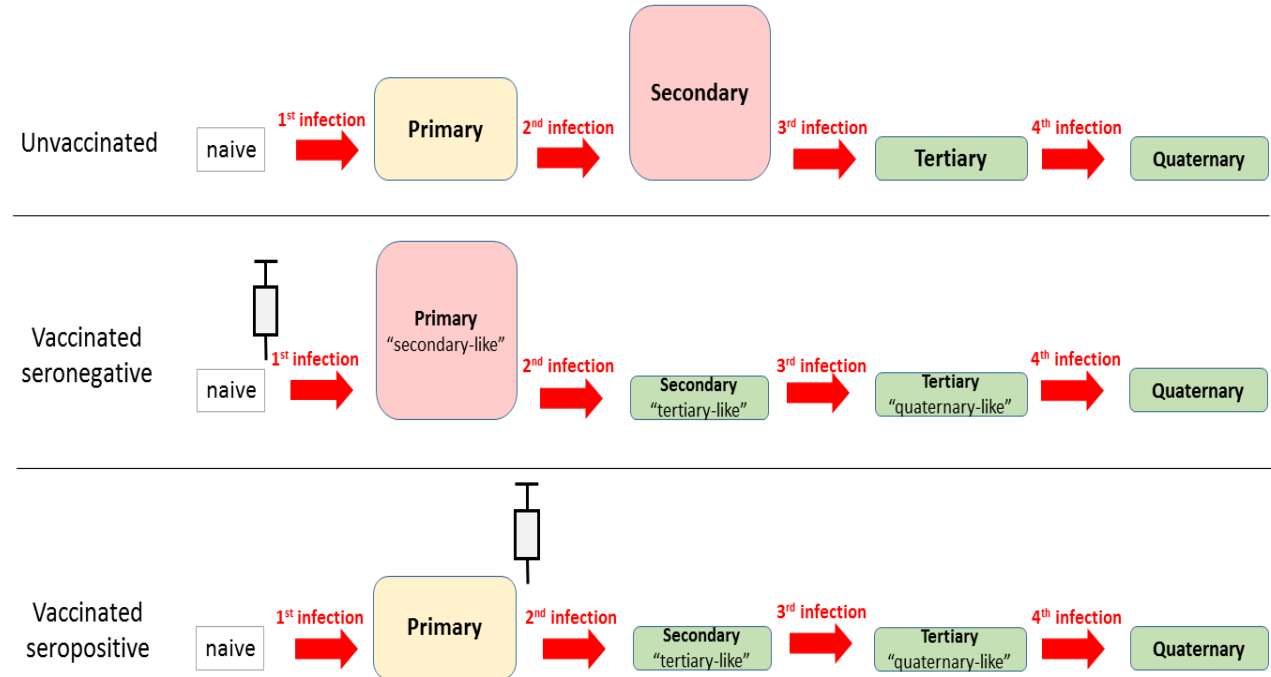 Unvaccinated
naive
1st infection
Primary
2nd infection
Secondary
3rd infection
Tertiary
4th infection
Quaternary
Vaccinated
seronegative
naive
1st infection
Primary
"secondary-like"
2nd infection
Secondary
"tertiary-like"
3rd infection
Tertiary
"quaternary-like"
4th infection
Quaternary
Vaccinated
seropositive
naive
1st infection
Primary
2nd infection
Secondary
"tertiary-like"
3rd infection
Tertiary
"quaternary-like"
4th infection
Quaternary